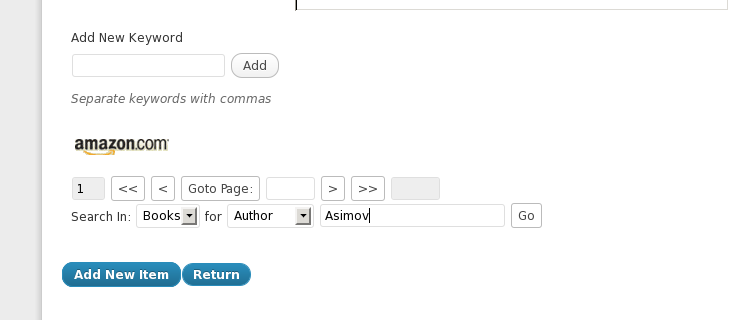 Add New Keyword
Add
Separate keywords with commas
amazon.com
1 << < Goto Page: > >>
Search In: Books for Author Asimov Go
Add New Item Return